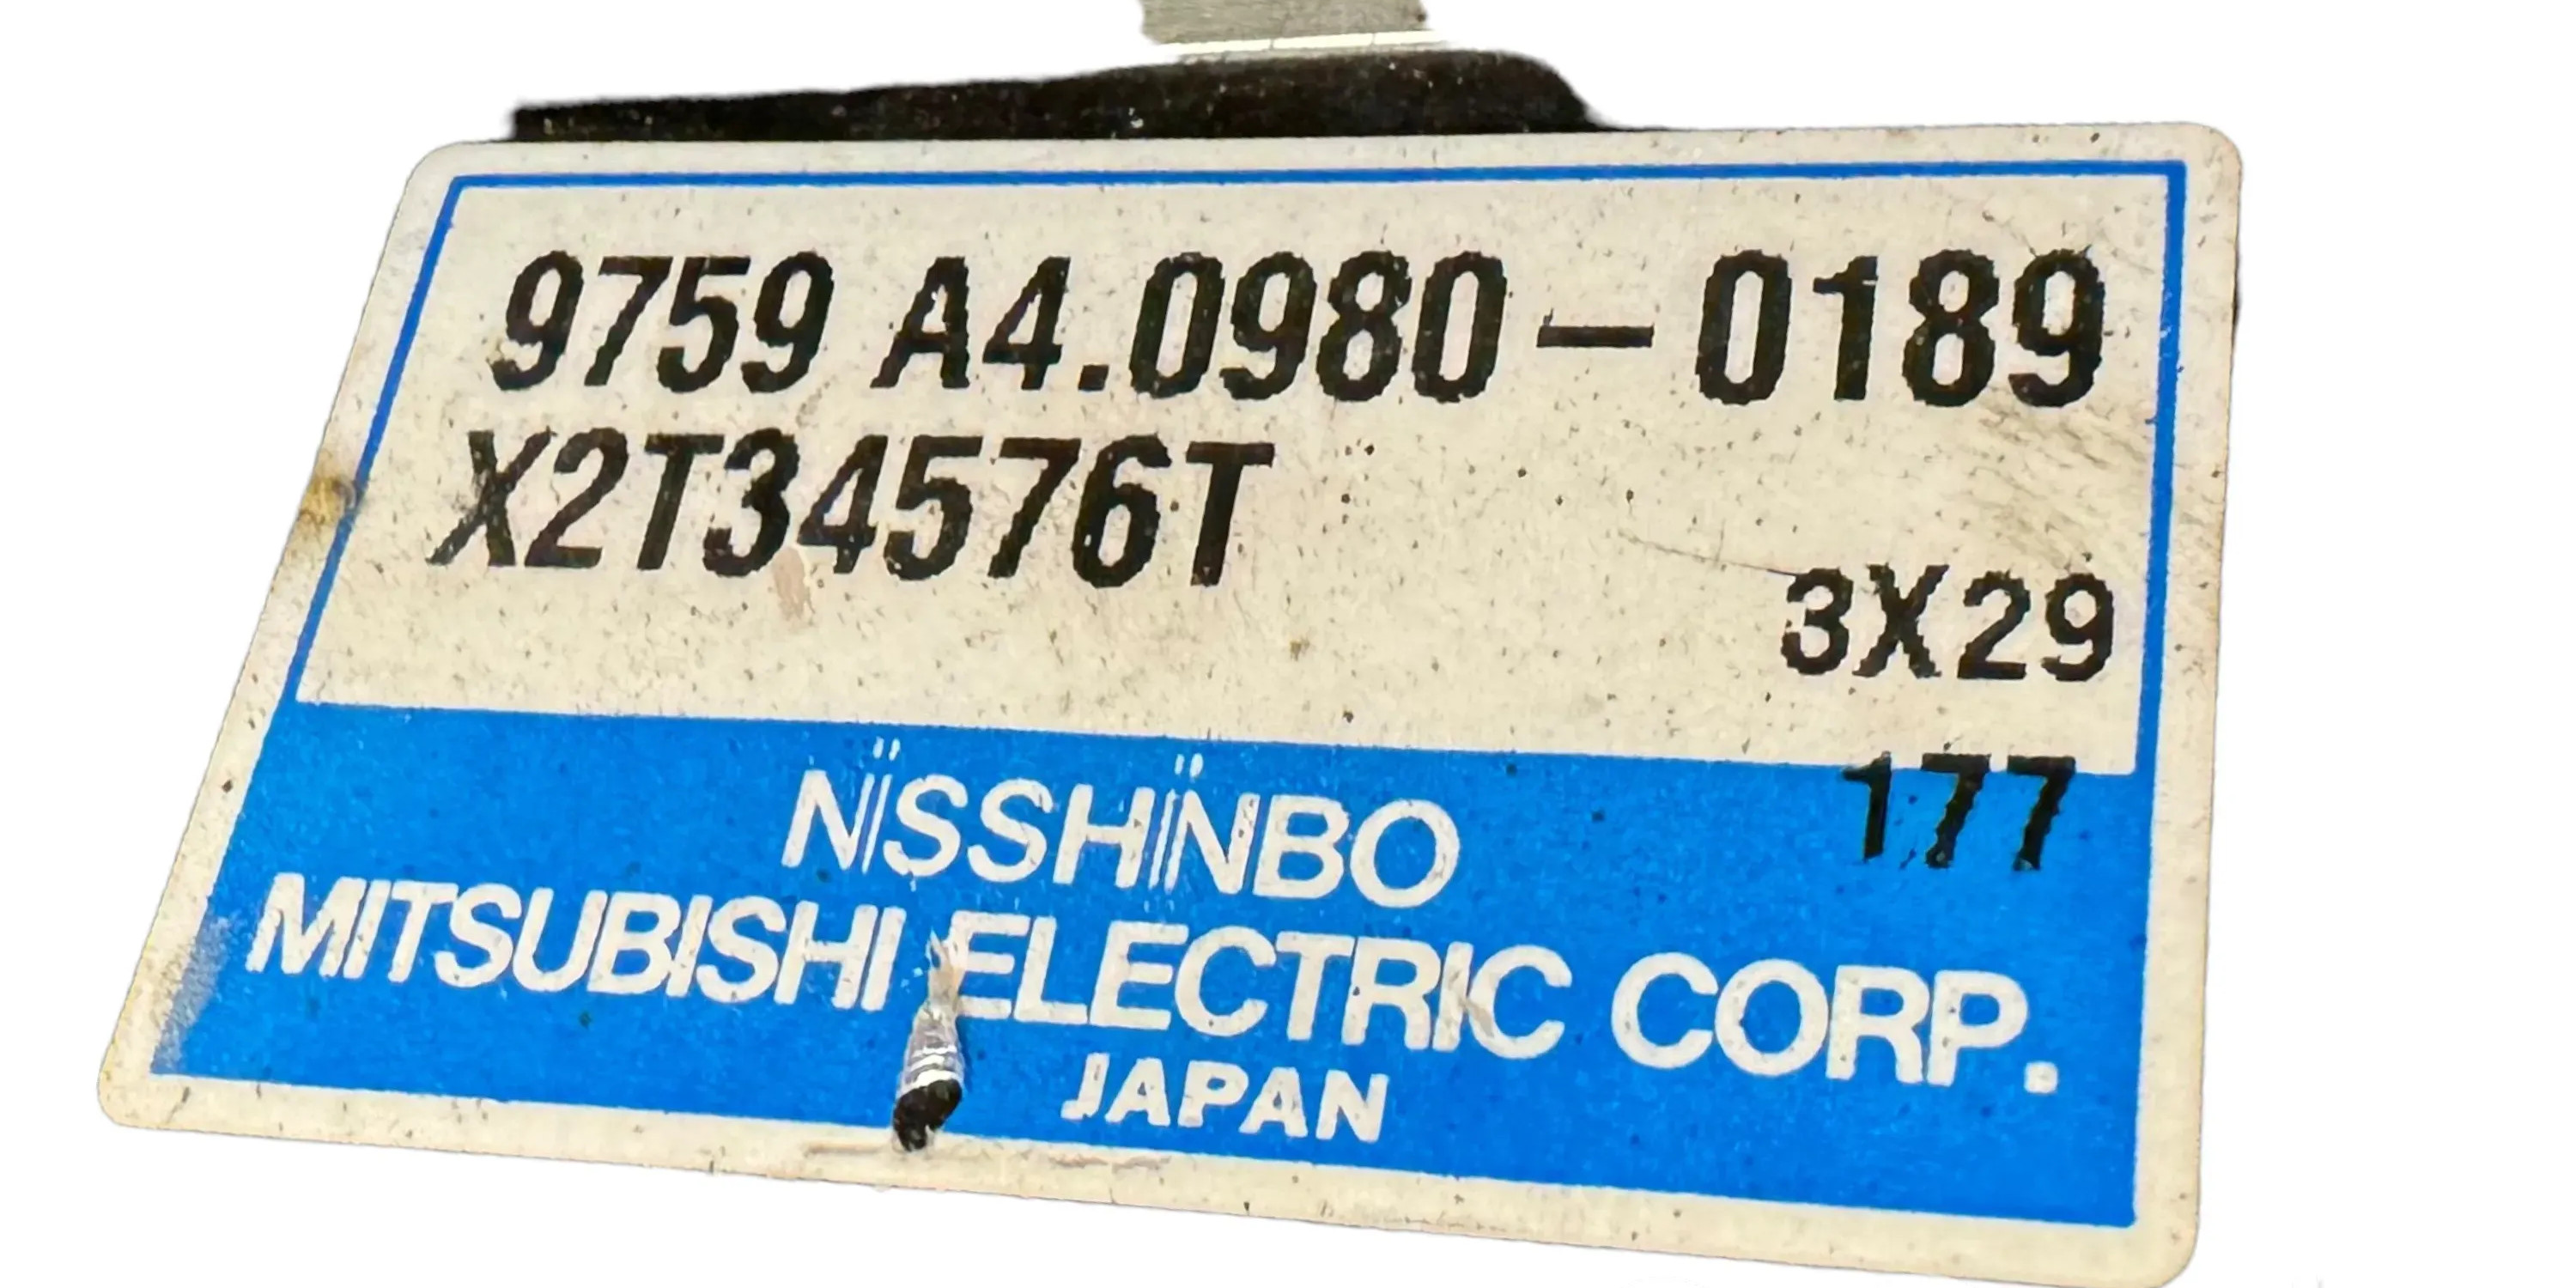 9759 A4.0980-0189
X2T34576T
3X29
177
NISSHINBO
MITSUBISHI ELECTRIC CORP.
JAPAN